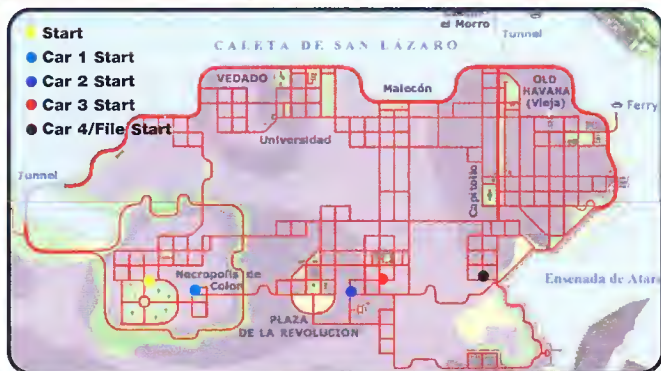 Start
Car 1 Start
Car 2 Start
Car 3 Start
Car 4/File Start
el Morro
Tunnel
CALETA DE SAN LÁZARO
VEDADO
Malecón
OLD
HAVANA
(Vieja)
Ferry
Universidad
Tunnel
Capitolio
Necropolis de
Colon
Ensenada de
PLAZA
DE LA REVOLUCION